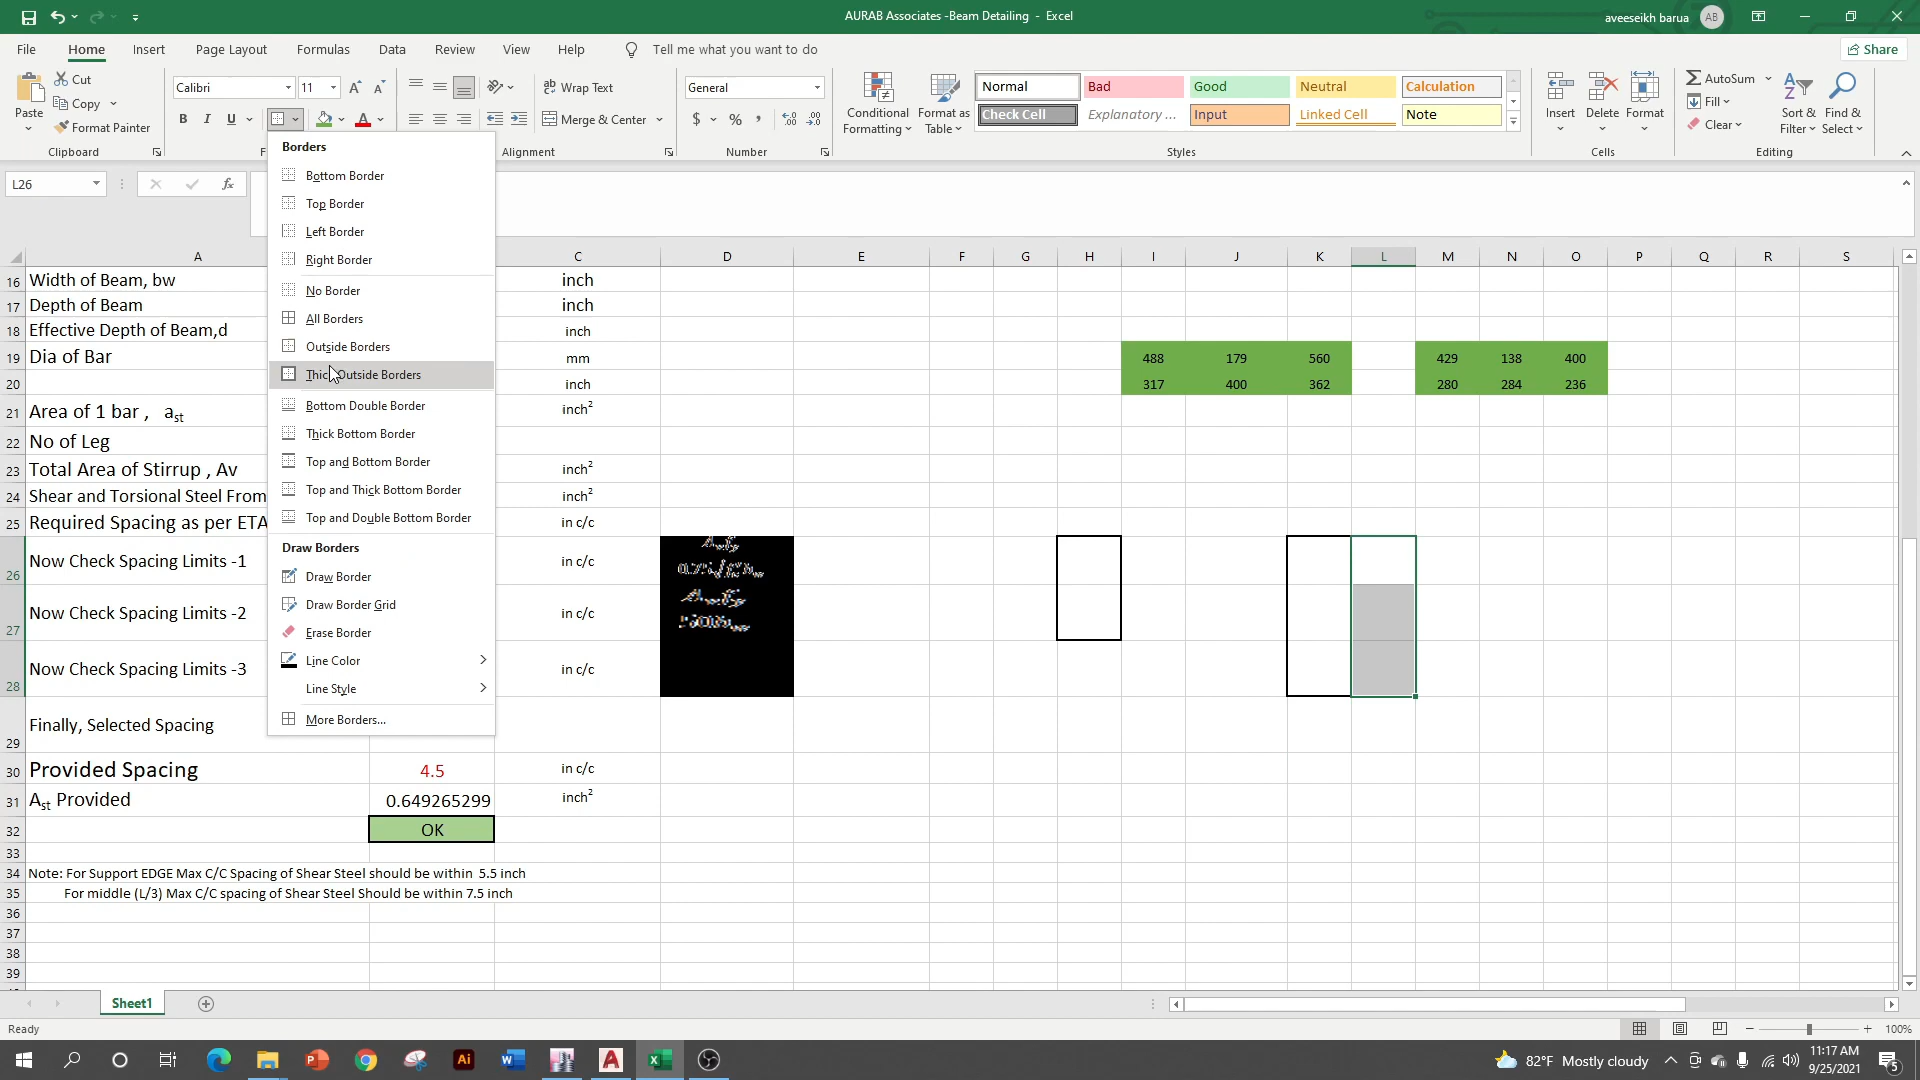 AURAB Associates -Beam Detailing - Excel
aveeseikh barua AB
File Home Insert Page Layout Formulas Data Review View Help Tell me what you want to do Share
Paste
Cut
Copy
Format Painter
Clipboard
Calibri 11
B I U
Wrap Text
Merge & Center
Alignment
General
Number
Conditional Formatting
Format as Table
Normal Bad Good Neutral Calculation
Check Cell Explanatory ... Input Linked Cell Note
Styles
Insert Delete Format
Cells
AutoSum
Fill
Clear
Sort & Filter
Find & Select
Editing
L26
fx
Borders
Bottom Border
Top Border
Left Border
Right Border
No Border
All Borders
Outside Borders
Thick Outside Borders
Bottom Double Border
Thick Bottom Border
Top and Bottom Border
Top and Thick Bottom Border
Top and Double Bottom Border
Draw Borders
Draw Border
Draw Border Grid
Erase Border
Line Color
Line Style
More Borders...
A C D E F G H I J K L M N O P Q R S
16 Width of Beam, bw inch
17 Depth of Beam inch
18 Effective Depth of Beam,d inch
19 Dia of Bar mm 488 179 560 429 138 400
20 inch 317 400 362 280 284 236
21 Area of 1 bar , ast inch2
22 No of Leg
23 Total Area of Stirrup , Av inch2
24 Shear and Torsional Steel From inch2
25 Required Spacing as per ETA in c/c
26 Now Check Spacing Limits -1 in c/c
27 Now Check Spacing Limits -2 in c/c
28 Now Check Spacing Limits -3 in c/c
29 Finally, Selected Spacing
30 Provided Spacing 4.5 in c/c
31 Ast Provided 0.649265299 inch2
32 OK
33
34 Note: For Support EDGE Max C/C Spacing of Shear Steel should be within 5.5 inch
35 For middle (L/3) Max C/C spacing of Shear Steel Should be within 7.5 inch
36
37
38
39
Sheet1
Ready
100%
82°F Mostly cloudy
11:17 AM
9/25/2021
5